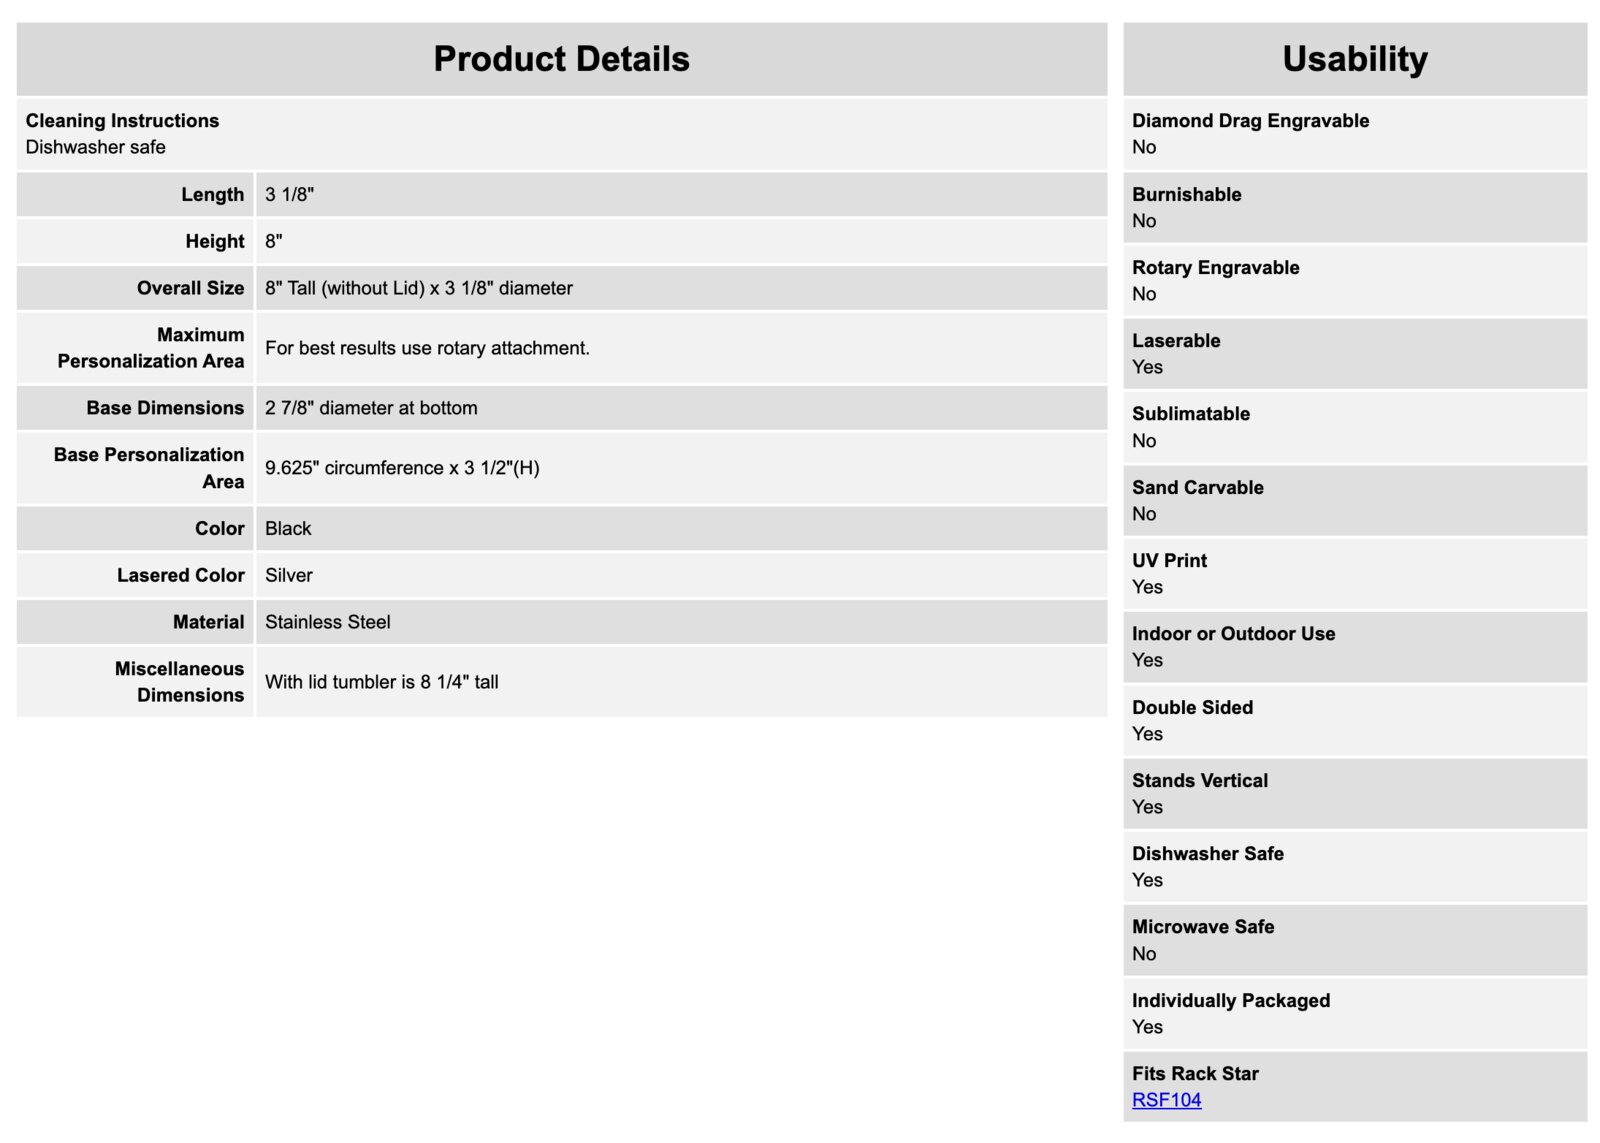 Product Details
Cleaning Instructions
Dishwasher safe
Length 3 1/8"
Height 8"
Overall Size 8" Tall (without Lid) x 3 1/8" diameter
Maximum
Personalization Area For best results use rotary attachment.
Base Dimensions 2 7/8" diameter at bottom
Base Personalization
Area 9.625" circumference x 3 1/2"(H)
Color Black
Lasered Color Silver
Material Stainless Steel
Miscellaneous
Dimensions With lid tumbler is 8 1/4" tall
Usability
Diamond Drag Engravable
No
Burnishable
No
Rotary Engravable
No
Laserable
Yes
Sublimatable
No
Sand Carvable
No
UV Print
Yes
Indoor or Outdoor Use
Yes
Double Sided
Yes
Stands Vertical
Yes
Dishwasher Safe
Yes
Microwave Safe
No
Individually Packaged
Yes
Fits Rack Star
RSF104